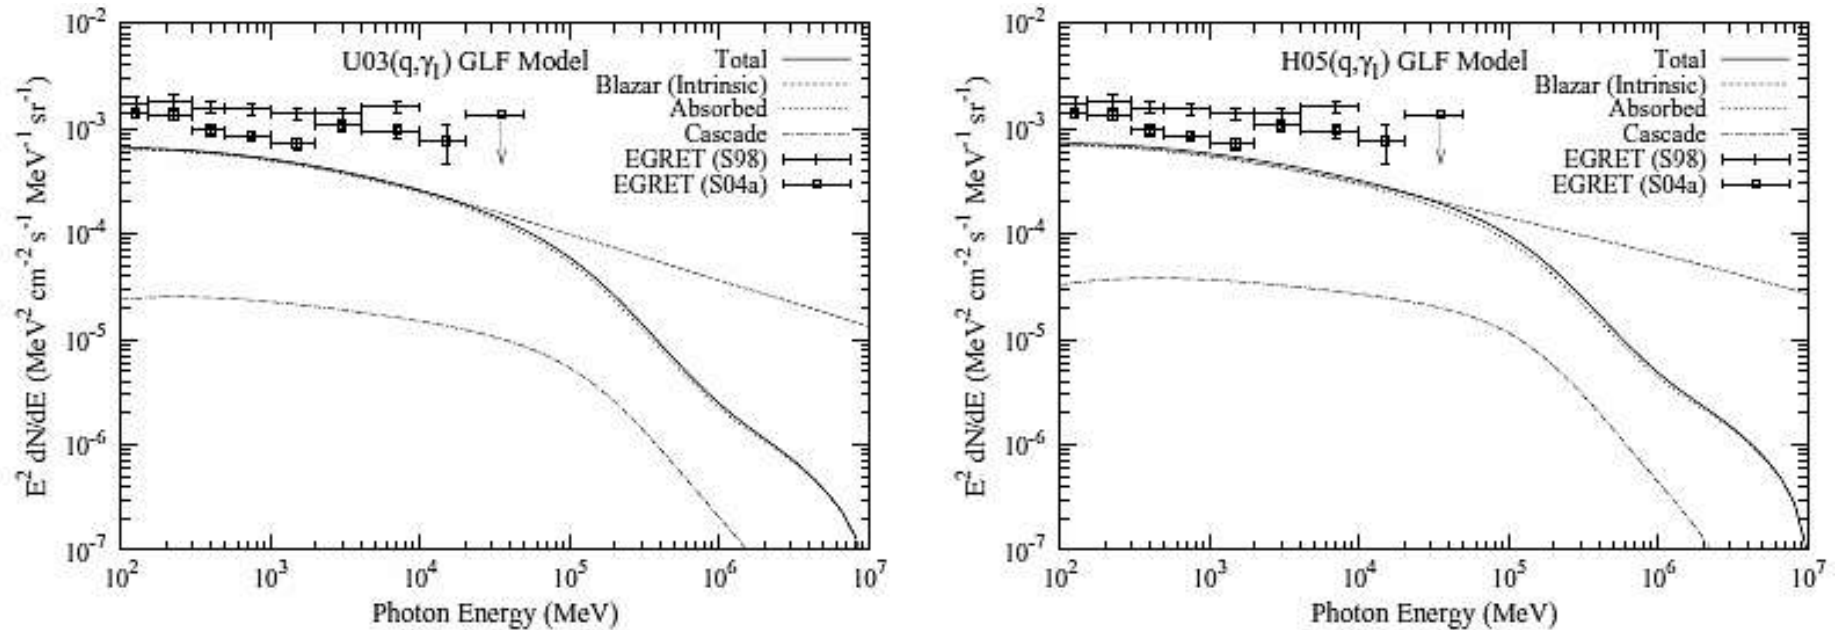 U03(q,γ_l) GLF Model
Total
Blazar (Intrinsic)
Absorbed
Cascade
EGRET (S98)
EGRET (S04a)
E^2 dN/dE (MeV^2 cm^-2 s^-1 MeV^-1 sr^-1)
10^-2
10^-3
10^-4
10^-5
10^-6
10^-7
10^2 10^3 10^4 10^5 10^6 10^7
Photon Energy (MeV)
H05(q,γ_l) GLF Model
Total
Blazar (Intrinsic)
Absorbed
Cascade
EGRET (S98)
EGRET (S04a)
E^2 dN/dE (MeV^2 cm^-2 s^-1 MeV^-1 sr^-1)
10^-2
10^-3
10^-4
10^-5
10^-6
10^-7
10^2 10^3 10^4 10^5 10^6 10^7
Photon Energy (MeV)